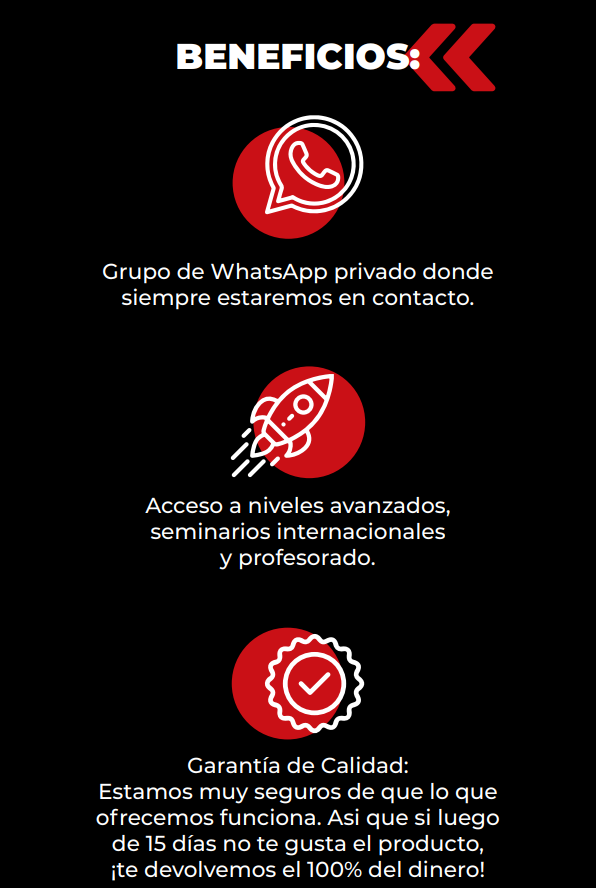 BENEFICIOS:
Grupo de WhatsApp privado donde
siempre estaremos en contacto.
Acceso a niveles avanzados,
seminarios internacionales
y profesorado.
Garantía de Calidad:
Estamos muy seguros de que lo que
ofrecemos funciona. Asi que si luego
de 15 días no te gusta el producto,
¡te devolvemos el 100% del dinero!